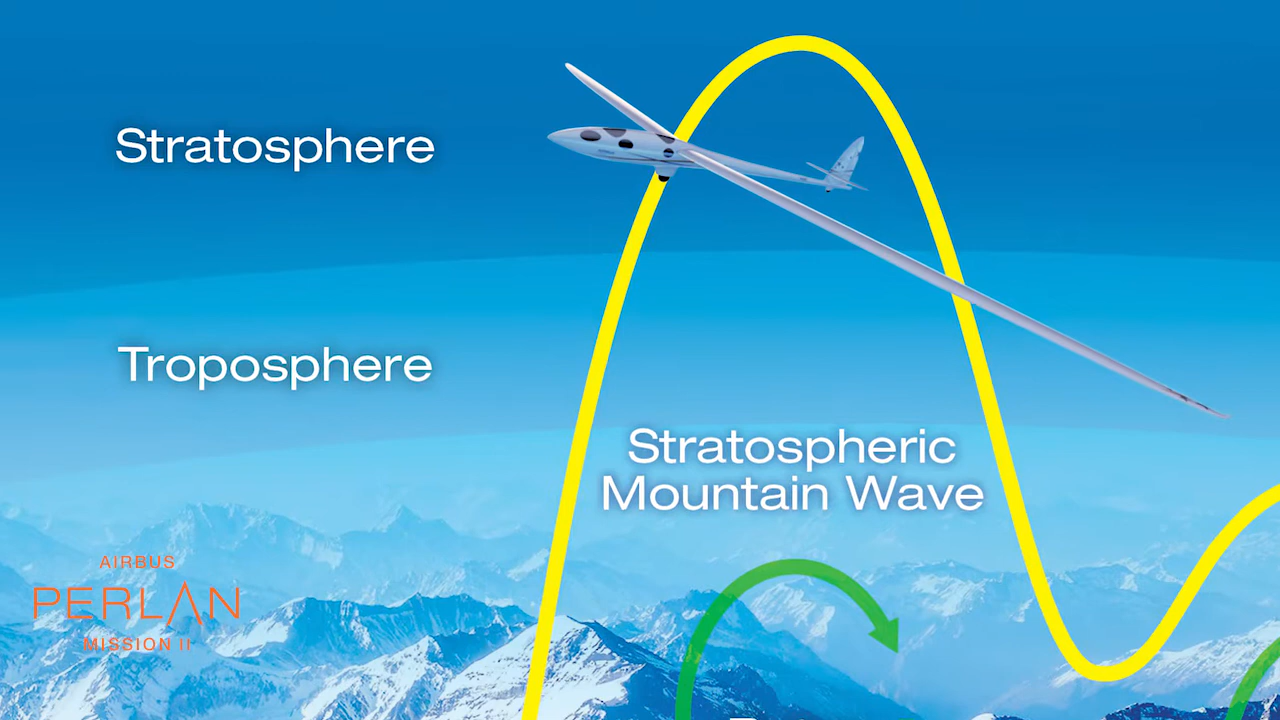 Stratosphere
Troposphere
Stratospheric
Mountain Wave
AIRBUS
PERLAN
MISSION II